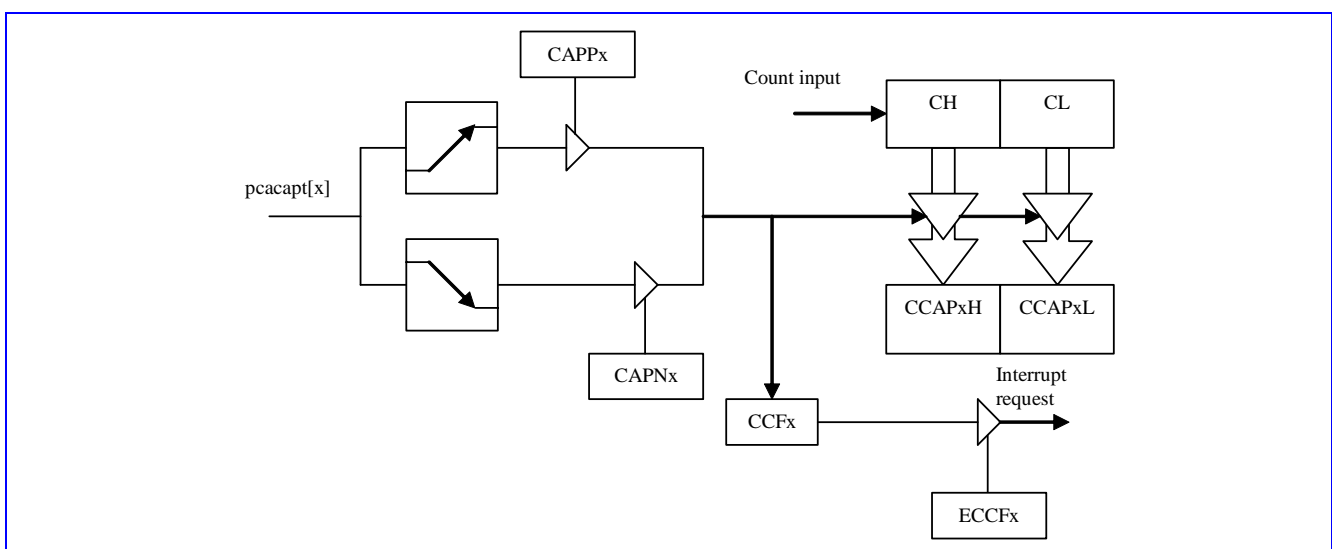 CAPPx
Count input
CH
CL
pcacapt[x]
CCAPxH
CCAPxL
CAPNx
Interrupt
request
CCFx
ECCFx